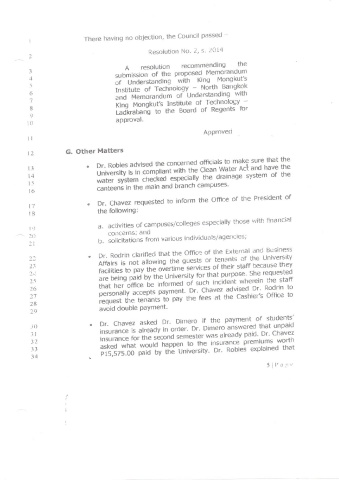 1 There having no objection, the Council passed –
2 Resolution No. 2, s. 2014
3 A resolution recommending the
4 submission of the proposed Memorandum
5 of Understanding with King Mongkut's
6 Institute of Technology – North Bangkok
7 and Memorandum of Understanding with
8 King Mongkut's Institute of Technology –
9 Ladkrabang to the Board of Regents for
10 approval.
11 Approved
12 G. Other Matters
13 • Dr. Robles advised the concerned officials to make sure that the
14 University is in compliant with the Clean Water Act and have the
15 water system checked especially the drainage system of the
16 canteens in the main and branch campuses.
17 • Dr. Chavez requested to inform the Office of the President of
18 the following:
19 a. activities of campuses/colleges especially those with financial
20 concerns; and
21 b. solicitations from various individuals/agencies;
22 • Dr. Rodrin clarified that the Office of the External and Business
23 Affairs is not allowing the guests or tenants of the University
24 facilities to pay the overtime services of their staff because they
25 are being paid by the University for that purpose. She requested
26 that her office be informed of such incident wherein the staff
27 personally accepts payment. Dr. Chavez advised Dr. Rodrin to
28 request the tenants to pay the fees at the Cashier's Office to
29 avoid double payment.
30 • Dr. Chavez asked Dr. Dimero if the payment of students'
31 insurance is already in order. Dr. Dimero answered that unpaid
32 insurance for the second semester was already paid. Dr. Chavez
33 asked what would happen to the insurance premiums worth
34 P15,575.00 paid by the University. Dr. Robles explained that
5 | P a g e